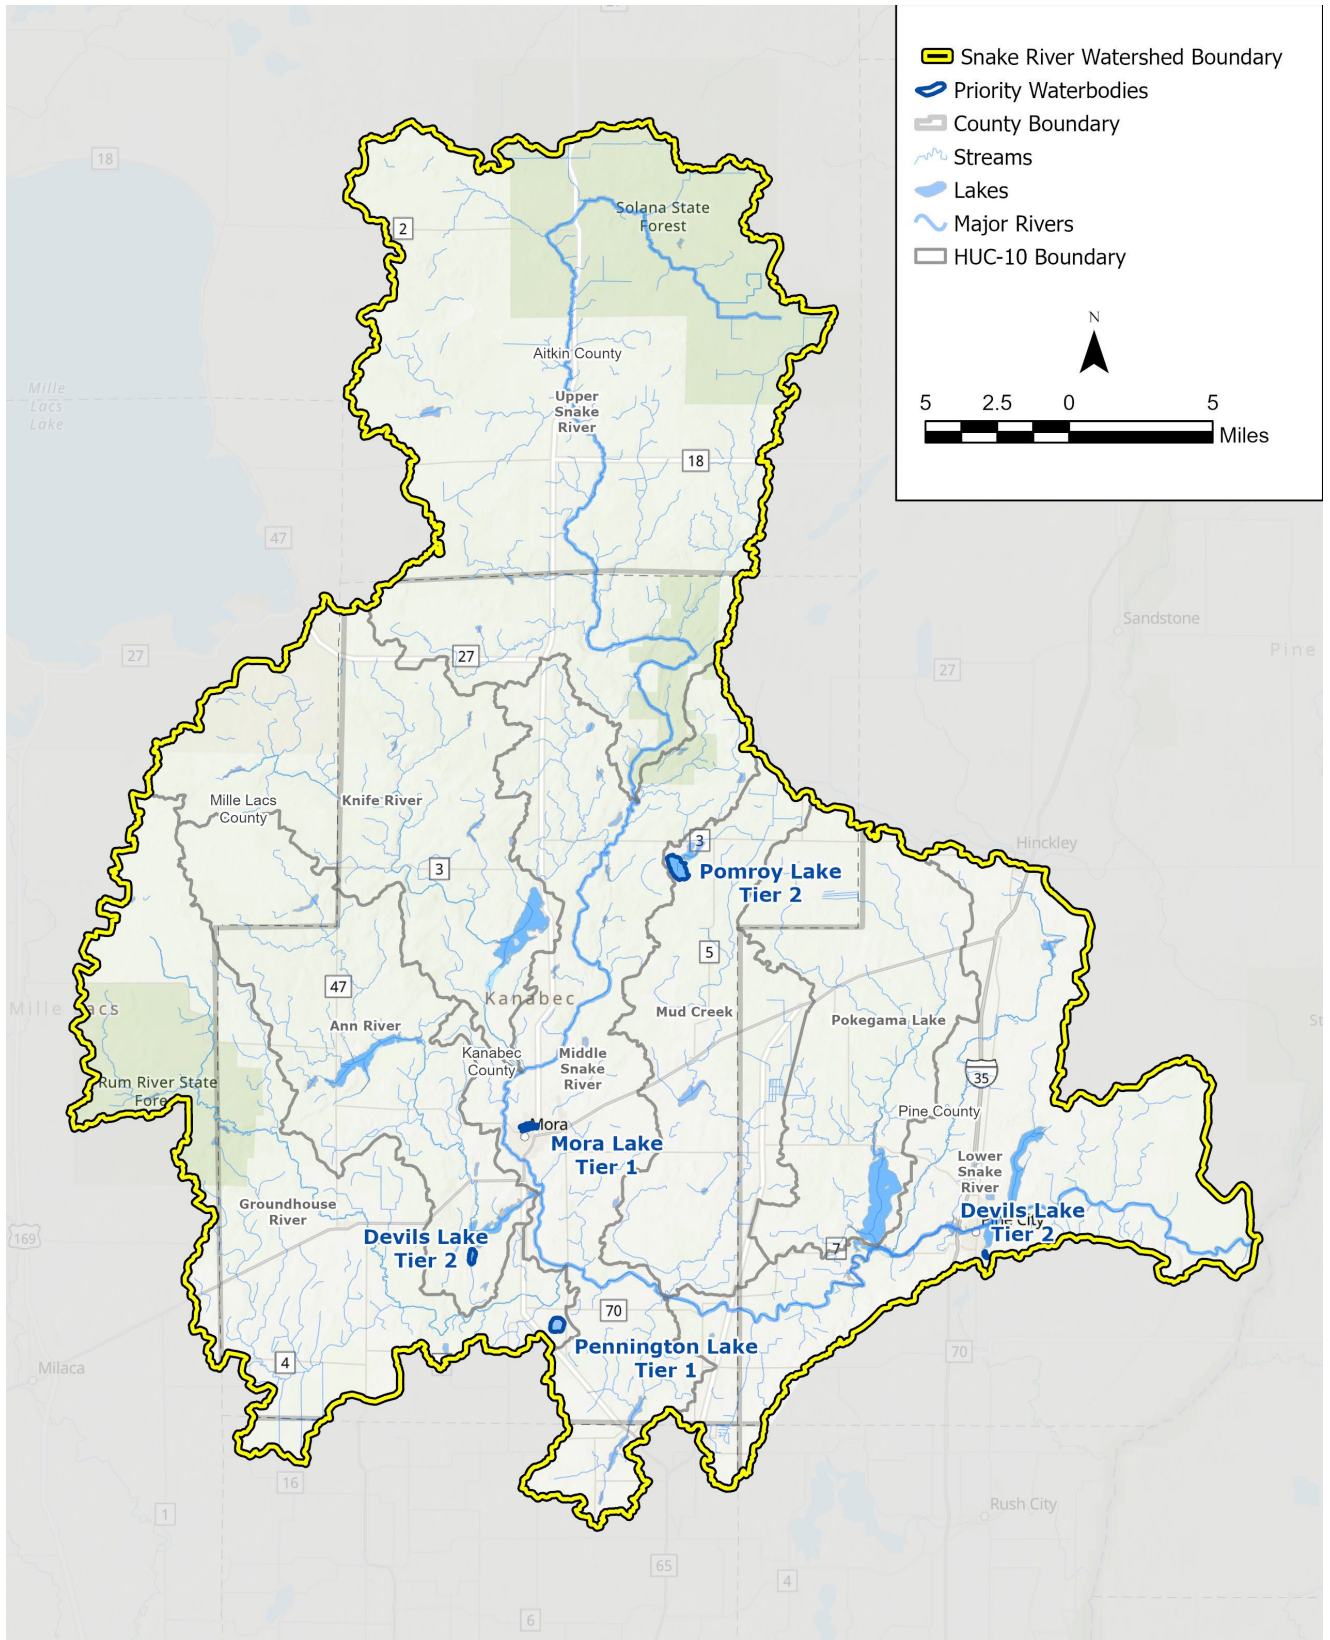 Snake River Watershed Boundary
Priority Waterbodies
County Boundary
Streams
Lakes
Major Rivers
HUC-10 Boundary
N
5 2.5 0 5
Miles
18
2
Solana State
Forest
Aitkin County
Upper
Snake
River
Mille
Lacs
Lake
18
47
Sandstone
Pine
27
27
27
Mille Lacs
County
Knife River
3
3
Hinckley
Pomroy Lake
Tier 2
5
47
Kanabec
Mille Lacs
Mud Creek
Pokegama Lake
Ann River
Kanabec
County
Middle
Snake
River
35
Rum River State
Fore
Pine County
Mora
Mora Lake
Tier 1
Lower
Snake
River
Groundhouse
River
169
Devils Lake
Tier 2
Devils Lake
Tier 2
Pine City
7
70
Pennington Lake
Tier 1
70
Milaca
4
16
1
Rush City
65
4
6